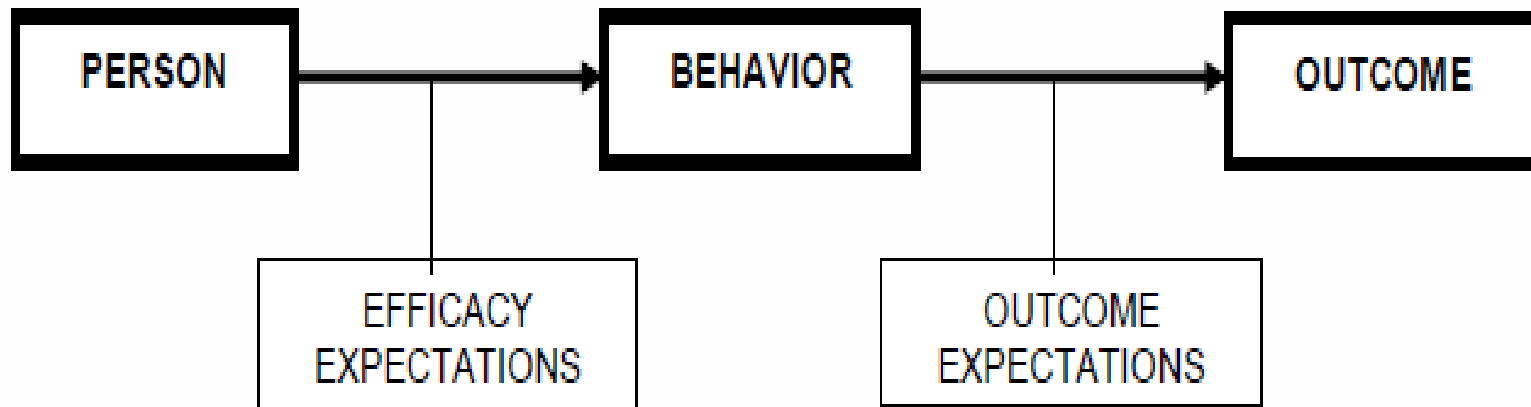 PERSON
BEHAVIOR
OUTCOME
EFFICACY
EXPECTATIONS
OUTCOME
EXPECTATIONS